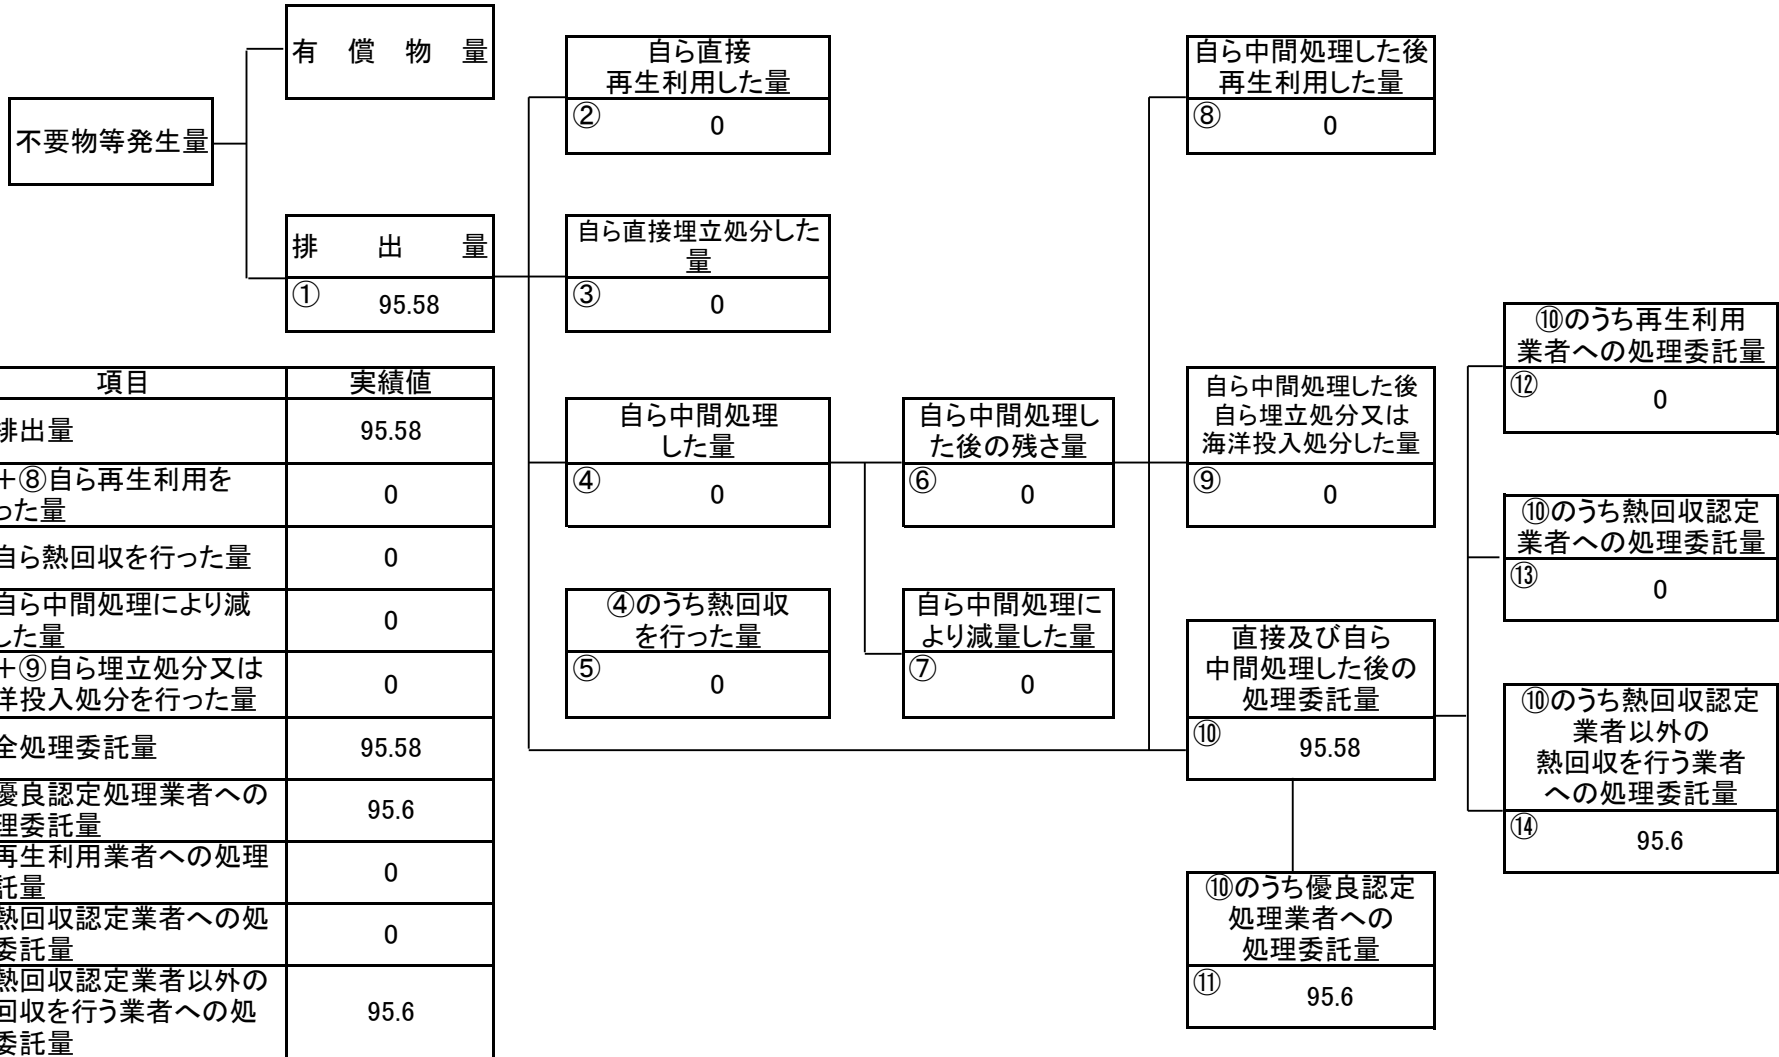 不要物等発生量
有償物量
排出量
① 95.58
自ら直接
再生利用した量
② 0
自ら直接埋立処分した
量
③ 0
自ら中間処理
した量
④ 0
④のうち熱回収
を行った量
⑤ 0
自ら中間処理し
た後の残さ量
⑥ 0
自ら中間処理に
より減量した量
⑦ 0
自ら中間処理した後
再生利用した量
⑧ 0
自ら中間処理した後
自ら埋立処分又は
海洋投入処分した量
⑨ 0
直接及び自ら
中間処理した後の
処理委託量
⑩ 95.58
⑩のうち優良認定
処理業者への
処理委託量
⑪ 95.6
⑩のうち再生利用
業者への処理委託量
⑫ 0
⑩のうち熱回収認定
業者への処理委託量
⑬ 0
⑩のうち熱回収認定
業者以外の
熱回収を行う業者
への処理委託量
⑭ 95.6
項目 実績値
排出量 95.58
+⑧自ら再生利用を
った量 0
自ら熱回収を行った量 0
自ら中間処理により減
した量 0
+⑨自ら埋立処分又は
洋投入処分を行った量 0
全処理委託量 95.58
優良認定処理業者への
理委託量 95.6
再生利用業者への処理
託量 0
熱回収認定業者への処
委託量 0
熱回収認定業者以外の
回収を行う業者への処
委託量 95.6